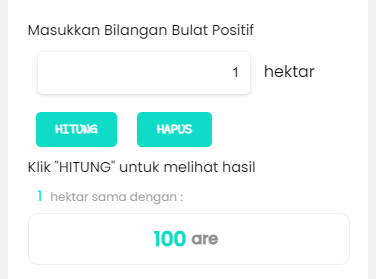 Masukkan Bilangan Bulat Positif
1 hektar
HITUNG HAPUS
Klik "HITUNG" untuk melihat hasil
1 hektar sama dengan :
100 are